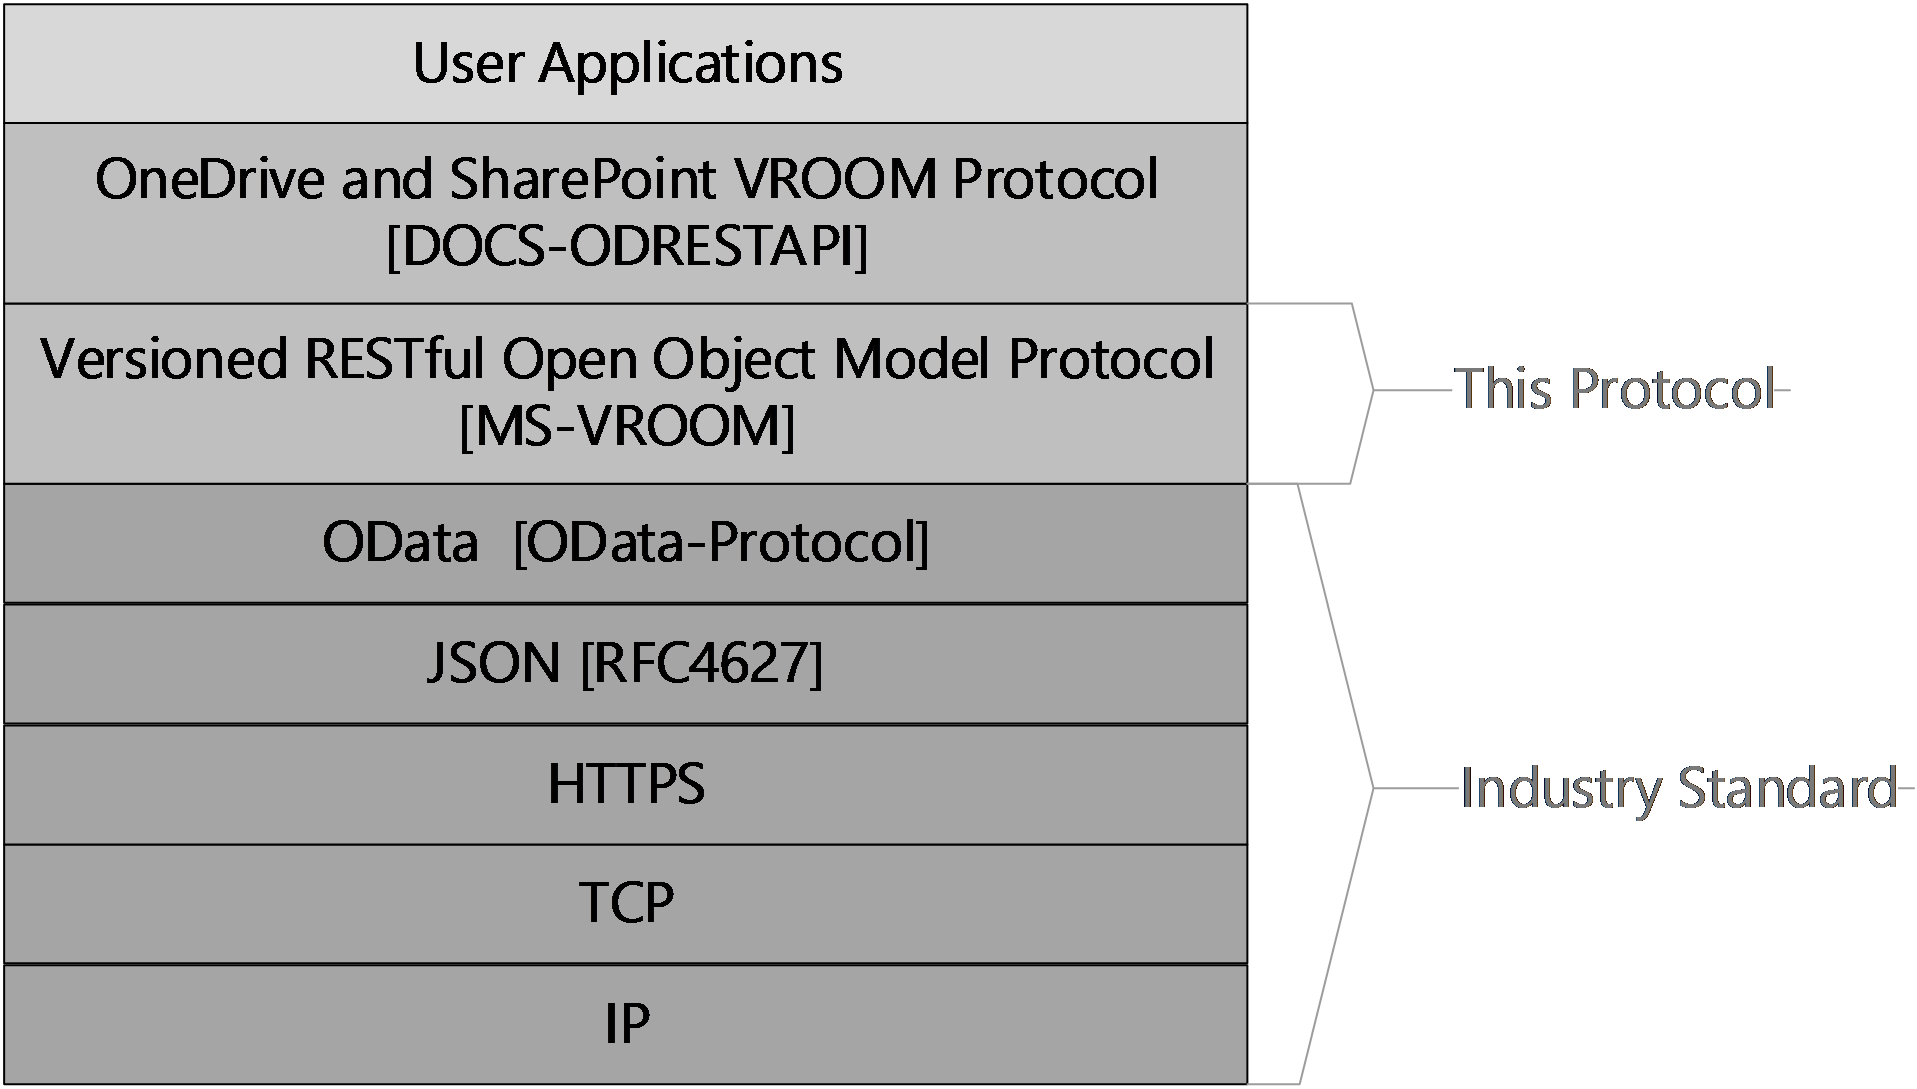 User Applications
OneDrive and SharePoint VROOM Protocol
[DOCS-ODRESTAPI]
Versioned RESTful Open Object Model Protocol
[MS-VROOM]
This Protocol
OData  [OData-Protocol]
JSON [RFC4627]
HTTPS
Industry Standard
TCP
IP